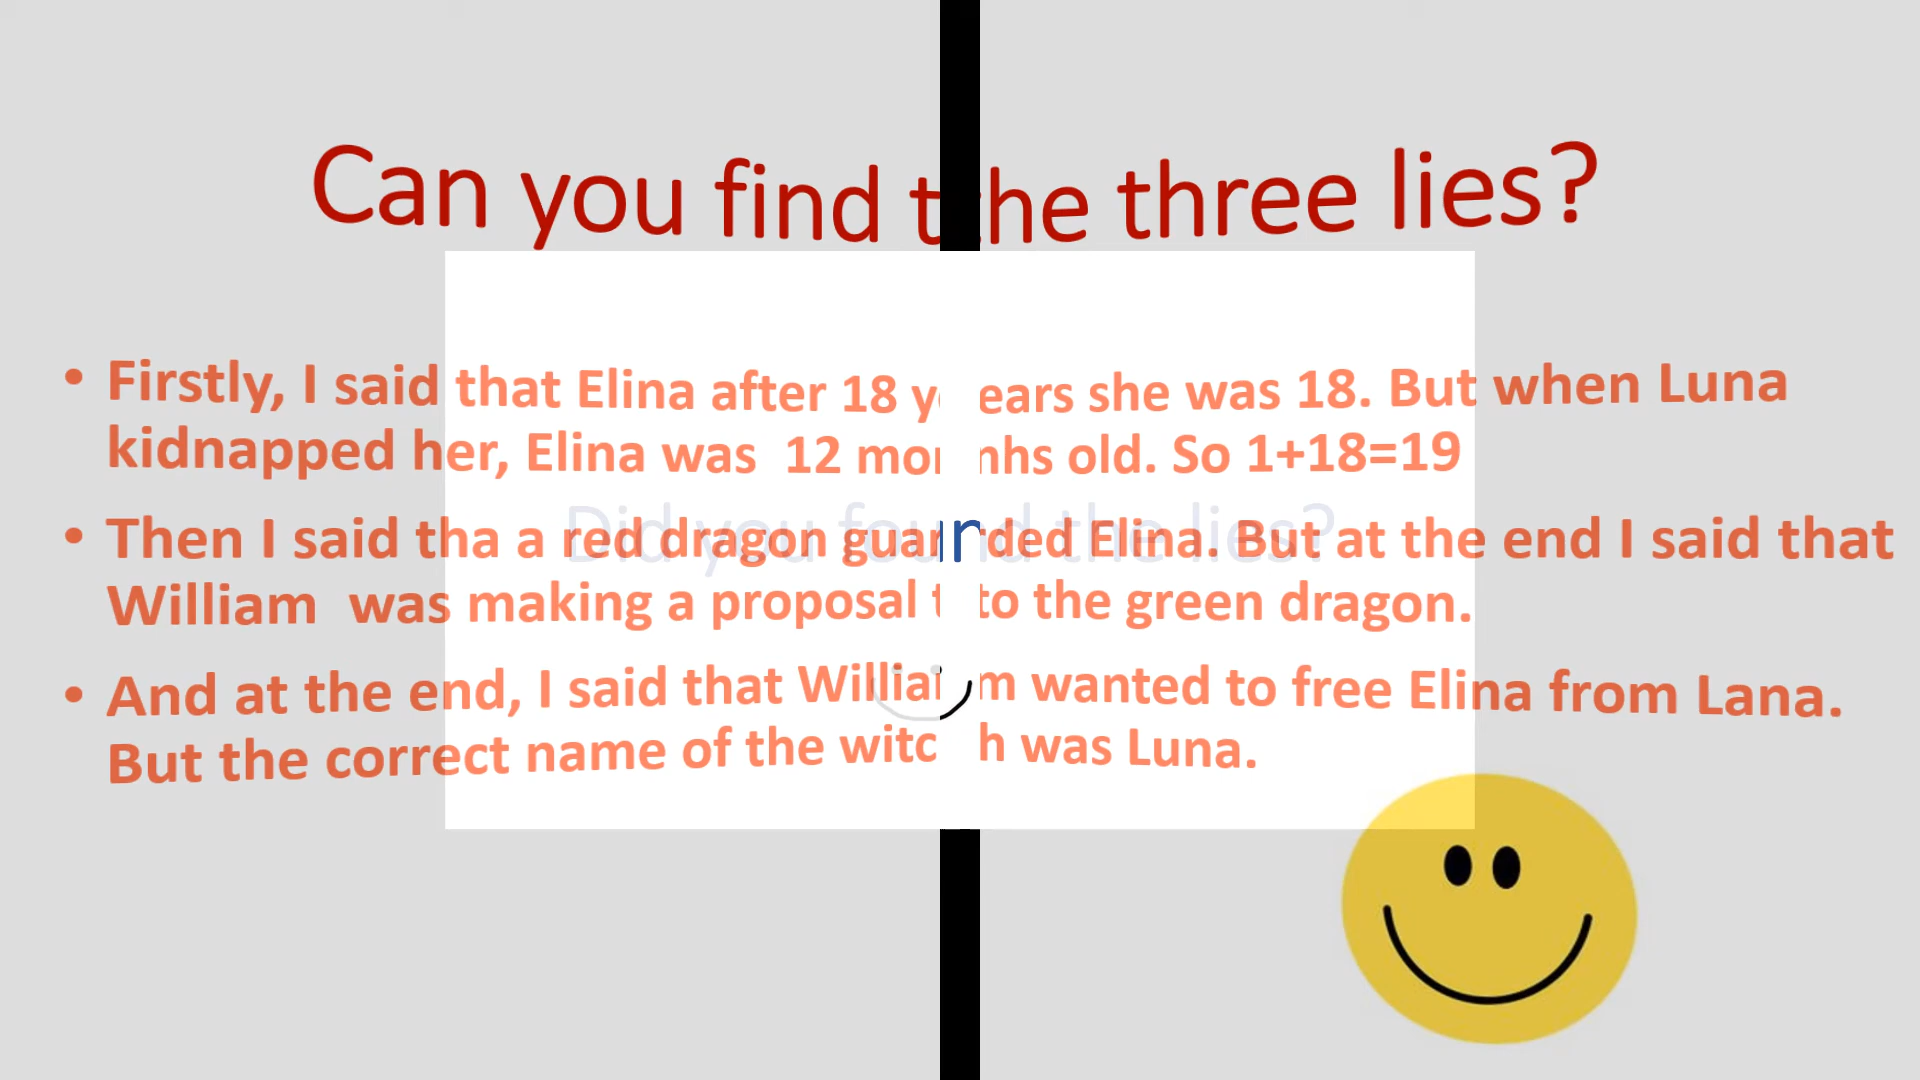 Can you find the three lies?
• Firstly, I said that Elina after 18 years she was 18. But when Luna
kidnapped her, Elina was 12 monhs old. So 1+18=19
Did you found the lies?
• Then I said tha a red dragon guarded Elina. But at the end I said that
William was making a proposal to the green dragon.
• And at the end, I said that William wanted to free Elina from Lana.
But the correct name of the witch was Luna.